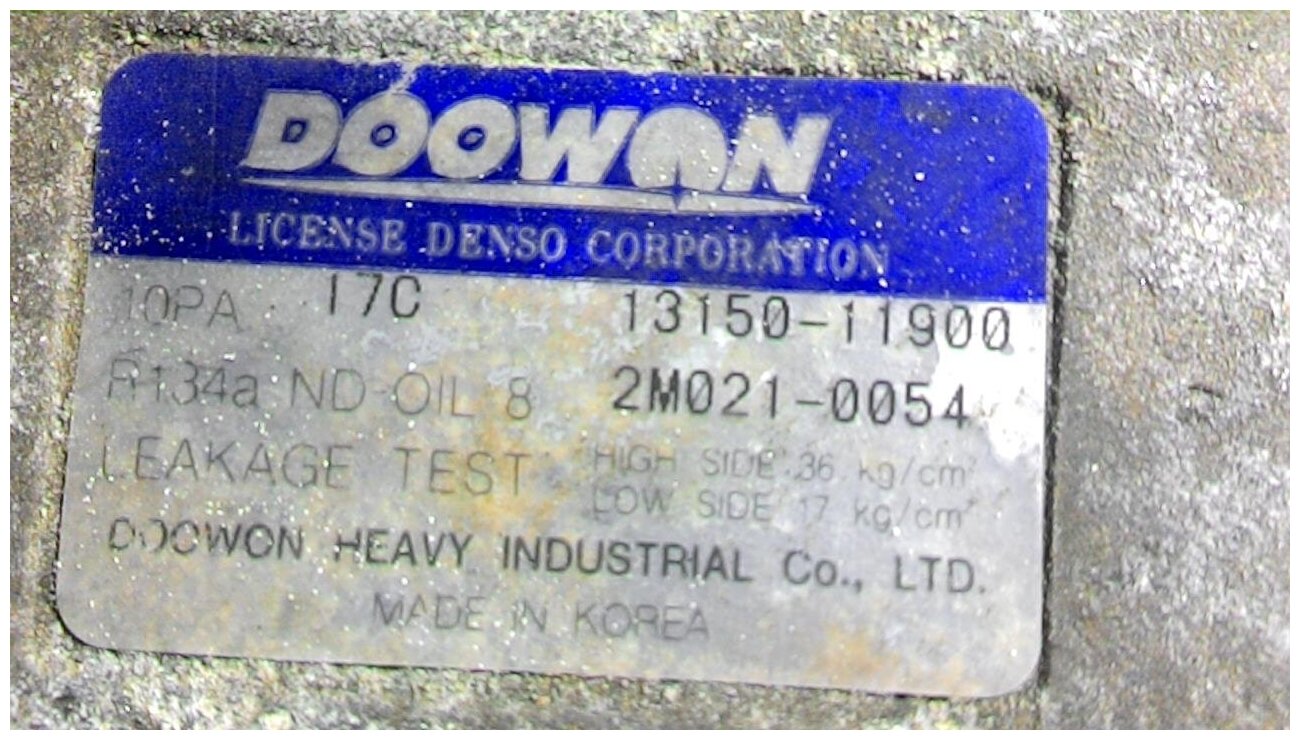 DOOWON
LICENSE DENSO CORPORATION
10PA 17C 13150-11900
R134a ND-OIL 8 2M021-0054
LEAKAGE TEST HIGH SIDE 36 kg/cm²
LOW SIDE 17 kg/cm²
DOOWON HEAVY INDUSTRIAL Co., LTD.
MADE IN KOREA